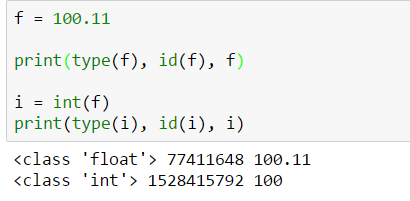 f = 100.11
print(type(f), id(f), f)
i = int(f)
print(type(i), id(i), i)
<class 'float'> 77411648 100.11
<class 'int'> 1528415792 100